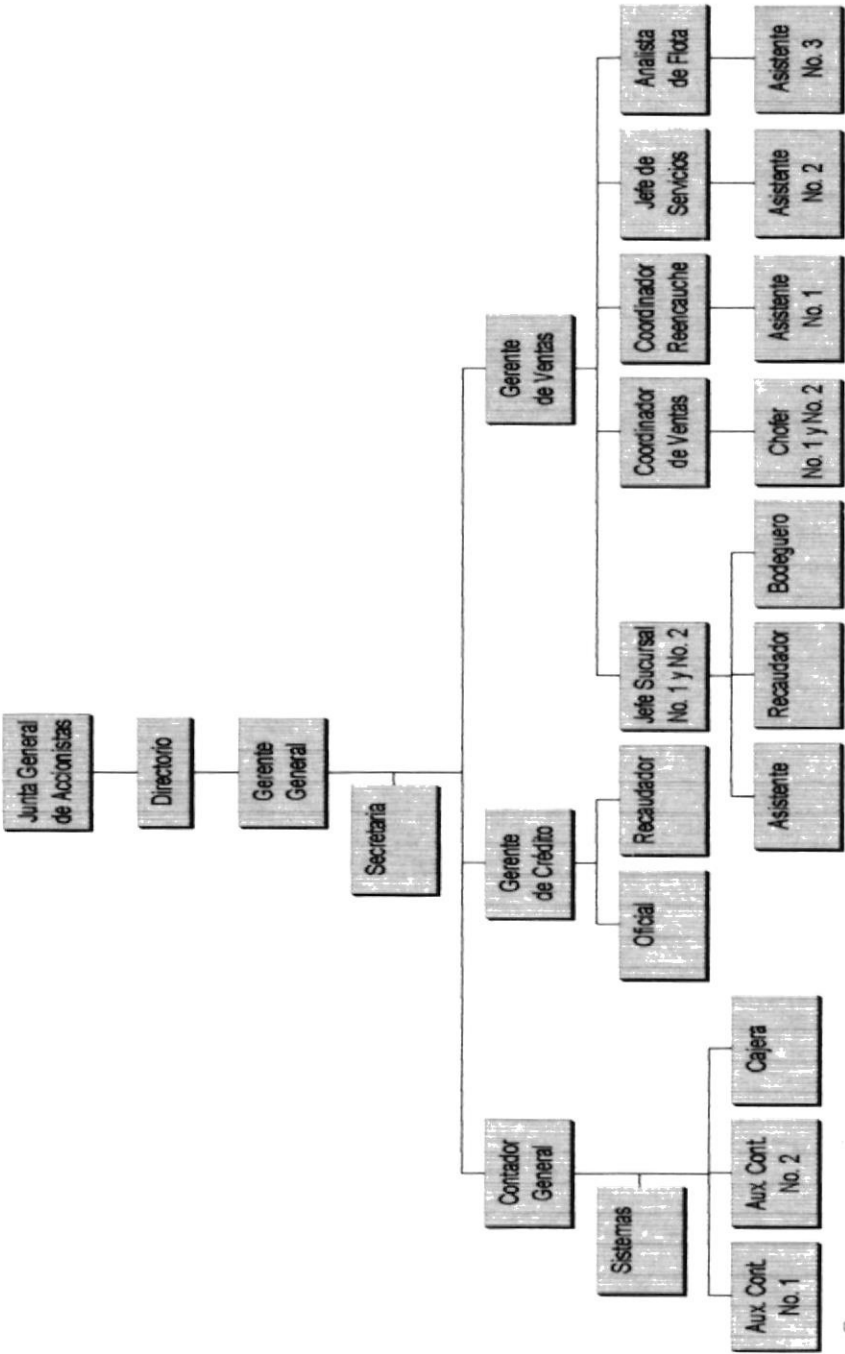 Junta General
de Accionistas
Directorio
Gerente
General
Secretaria
Contador
General
Gerente
de Crédito
Gerente
de Ventas
Sistemas
Oficial
Recaudador
Jefe Sucursal
No. 1 y No. 2
Coordinador
de Ventas
Coordinador
Reencauche
Jefe de
Servicios
Analista
de Flota
Aux. Cont.
No. 1
Aux. Cont.
No. 2
Cajera
Asistente
Recaudador
Bodeguero
Chofer
No. 1 y No. 2
Asistente
No. 1
Asistente
No. 2
Asistente
No. 3